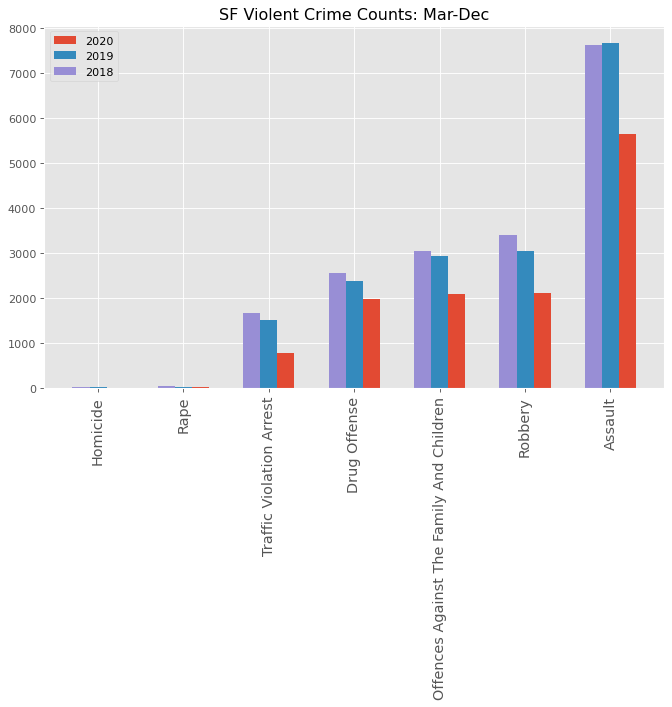 SF Violent Crime Counts: Mar-Dec
2020
2019
2018
8000
7000
6000
5000
4000
3000
2000
1000
0
Homicide
Rape
Traffic Violation Arrest
Drug Offense
Offences Against The Family And Children
Robbery
Assault